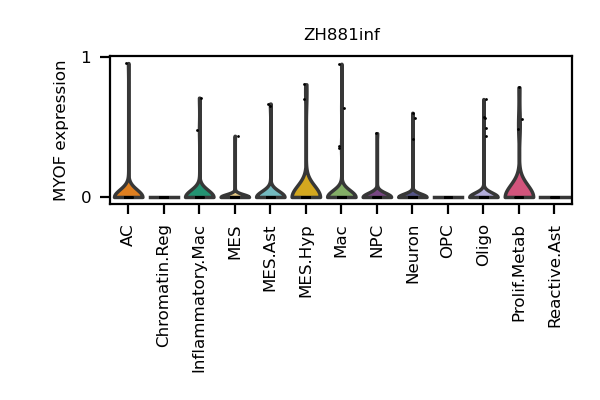 ZH881inf
MYOF expression
1
0
AC
Chromatin.Reg
Inflammatory.Mac
MES
MES.Ast
MES.Hyp
Mac
NPC
Neuron
OPC
Oligo
Prolif.Metab
Reactive.Ast